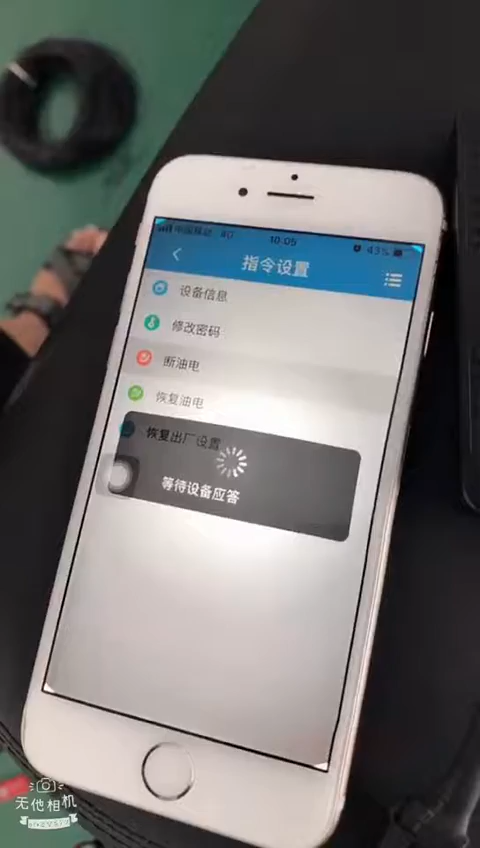 中国移动 4G
10:05
43%
指令设置
设备信息
修改密码
断油电
恢复油电
恢复出厂设置
等待设备应答
无他相机